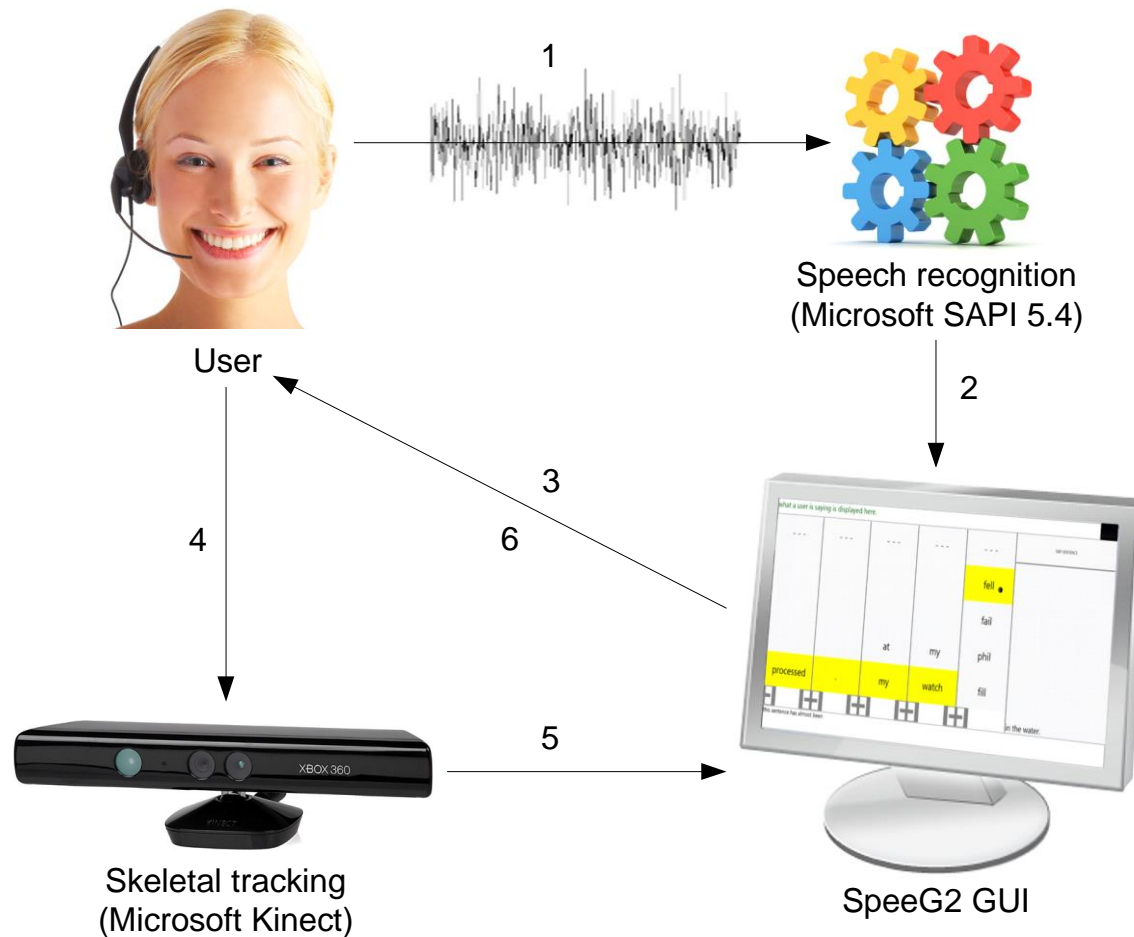 1
Speech recognition
(Microsoft SAPI 5.4)
User
2
3
6
4
what a user is saying is displayed here.
--- --- --- --- ---
fell
fail
at my phil
processed . my watch fill
this sentence has almost been
in the water.
5
XBOX 360
KINECT
Skeletal tracking
(Microsoft Kinect)
SpeeG2 GUI